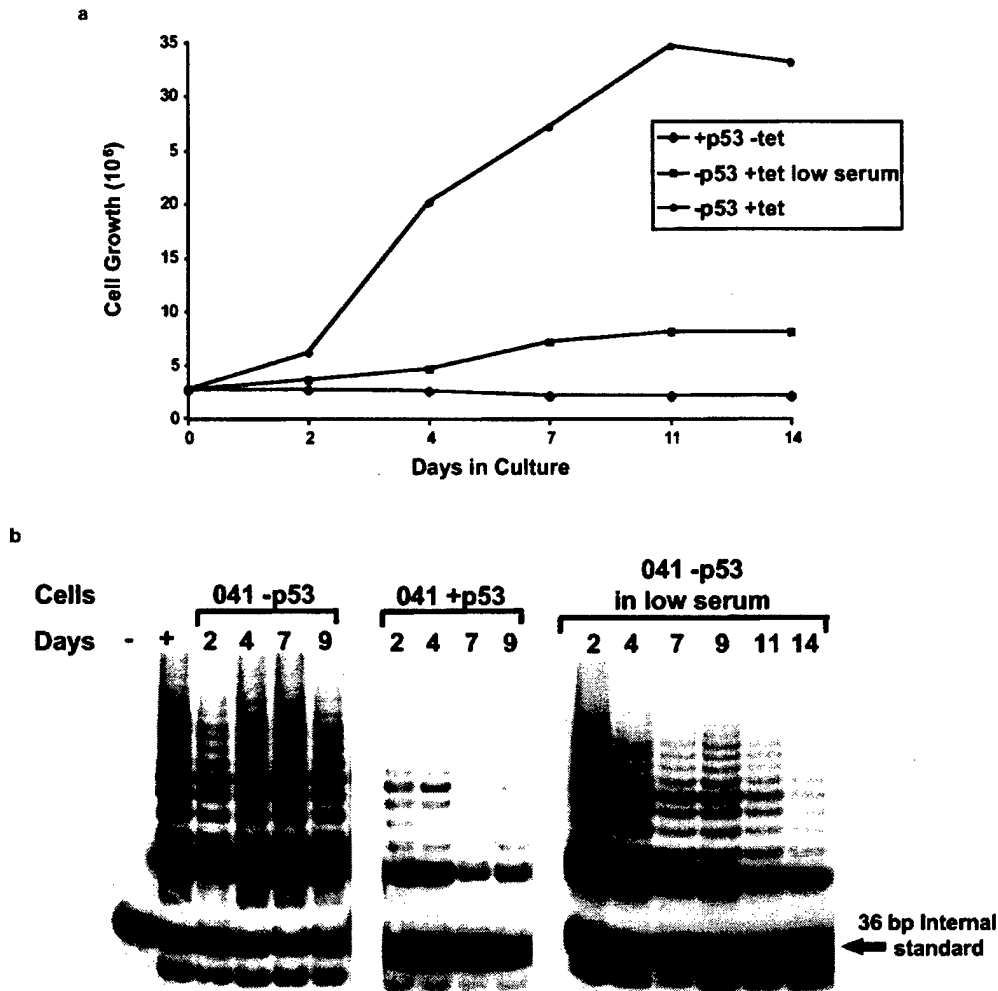 a
35
30
5
20
15
10
5
0
Cell Growth (10⁶)
0 2 4 7 11 14
Days in Culture
+p53 -tet
-p53 +tet low serum
-p53 +tet
b
Cells 041 -p53 041 +p53 041 -p53
in low serum
Days - + 2 4 7 9 2 4 7 9 2 4 7 9 11 14
36 bp Internal
standard